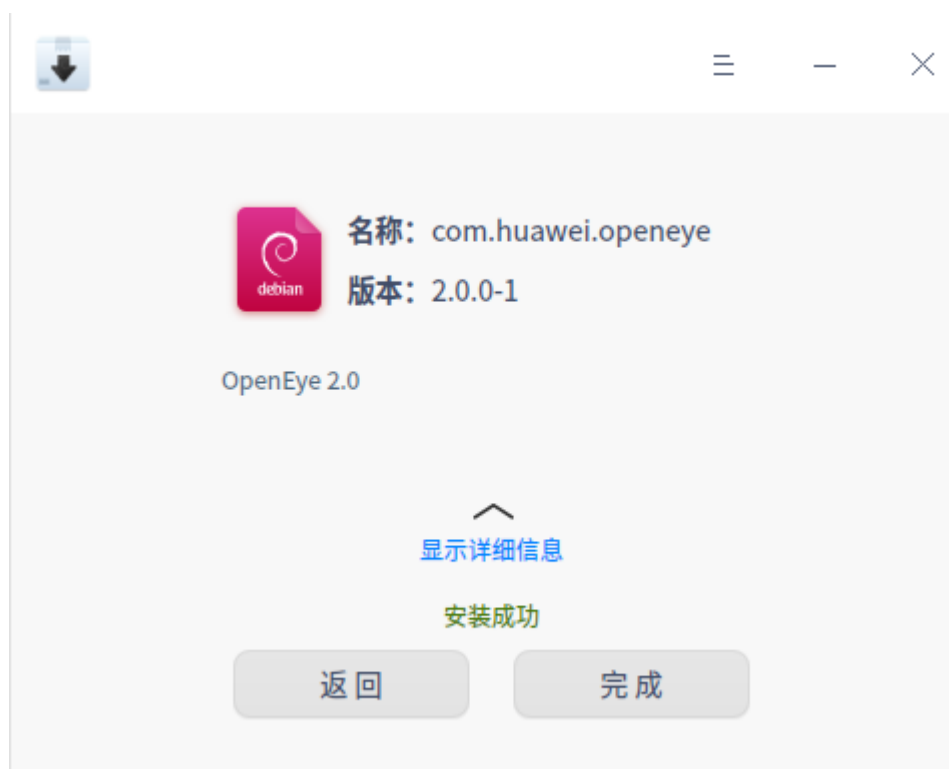 名称：com.huawei.openeye
debian
版本：2.0.0-1
OpenEye 2.0
显示详细信息
安装成功
返回 完成